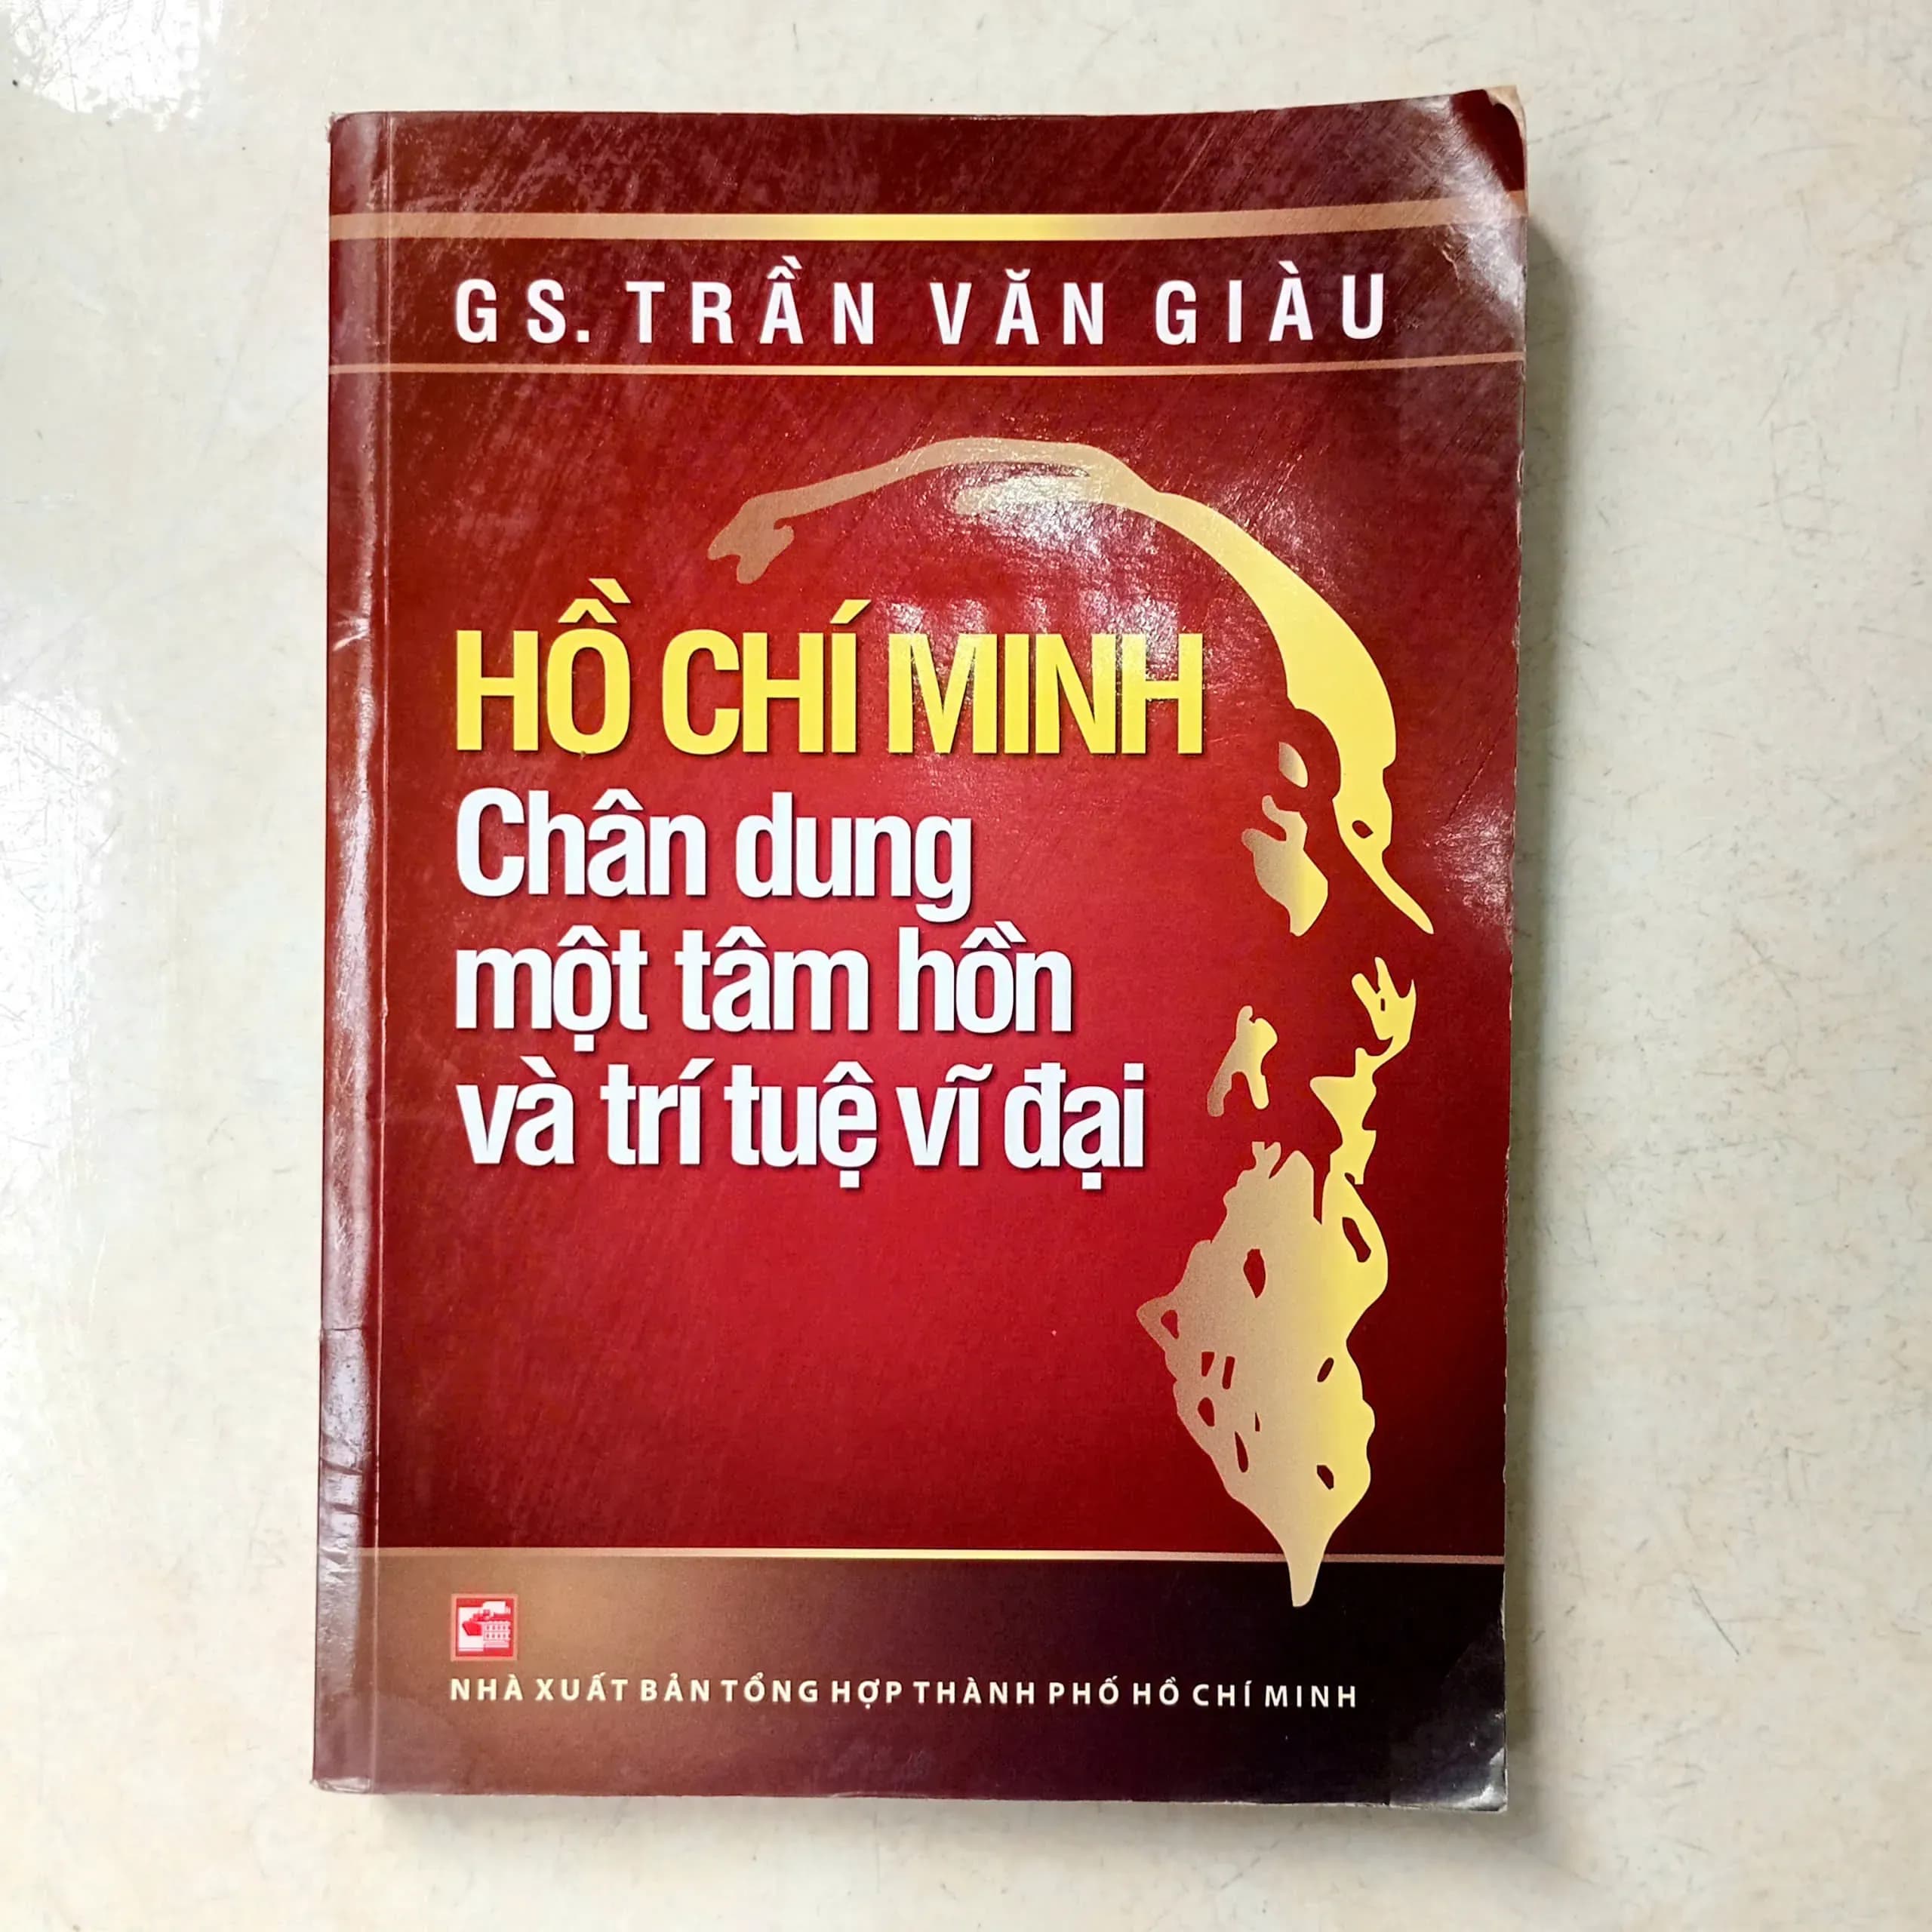 GS. TRẦN VĂN GIÀU
HỒ CHÍ MINH
Chân dung
một tâm hồn
và trí tuệ vĩ đại
NHÀ XUẤT BẢN TỔNG HỢP THÀNH PHỐ HỒ CHÍ MINH